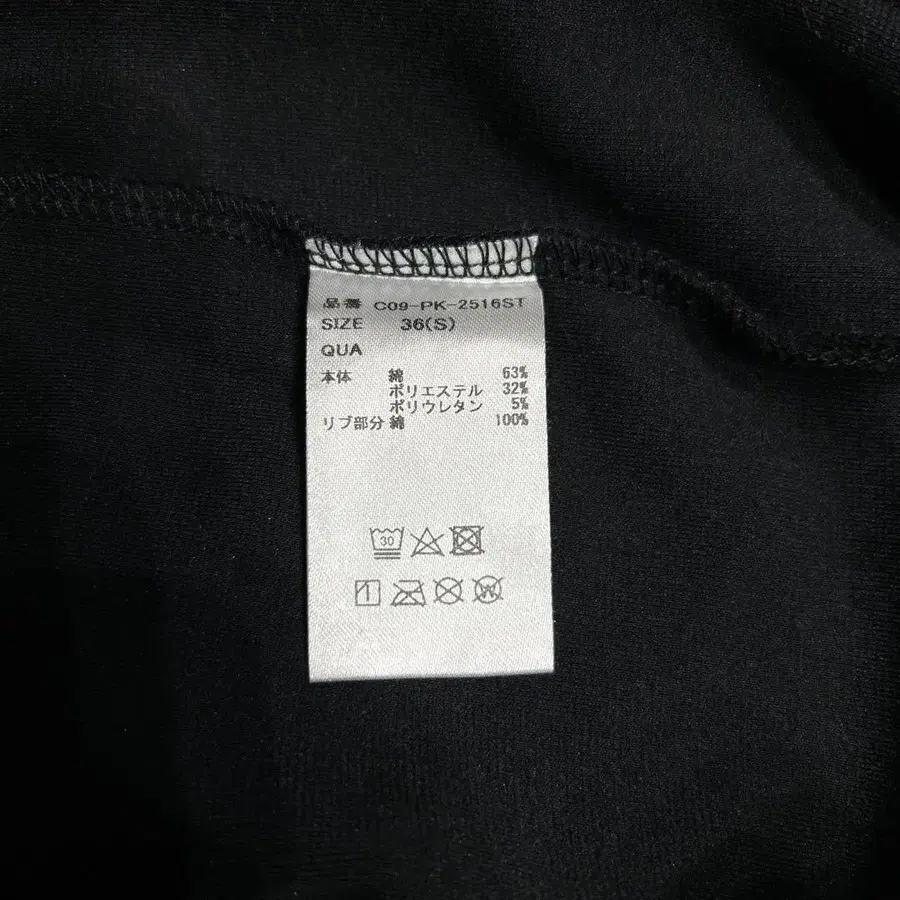 品番 C09-PK-2516ST
SIZE 36(S)
QUA
本体 綿 63%
ポリエステル 32%
ポリウレタン 5%
リブ部分 綿 100%
30
W